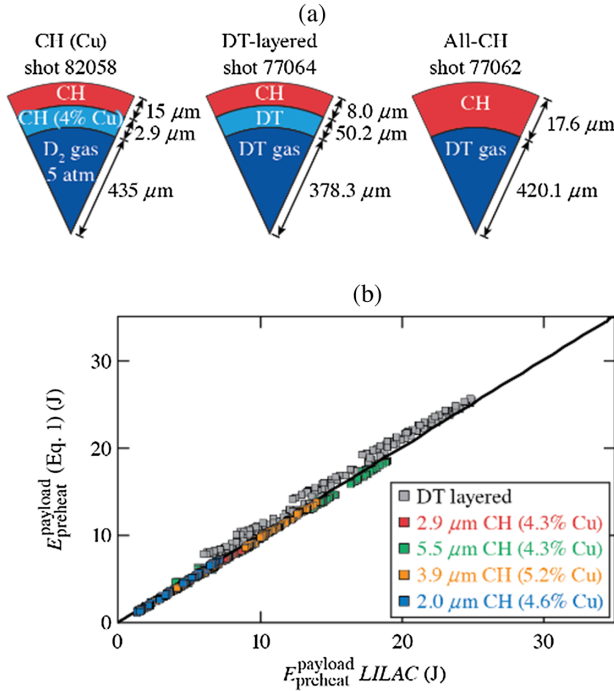 (a)
CH (Cu)
shot 82058
CH
CH (4% Cu)
D2 gas
5 atm
15 μm
2.9 μm
435 μm
DT-layered
shot 77064
CH
DT
DT gas
8.0 μm
50.2 μm
378.3 μm
All-CH
shot 77062
CH
DT gas
17.6 μm
420.1 μm
(b)
E payload preheat (Eq. 1) (J)
30
20
10
0
DT layered
2.9 μm CH (4.3% Cu)
5.5 μm CH (4.3% Cu)
3.9 μm CH (5.2% Cu)
2.0 μm CH (4.6% Cu)
0 10 20 30
E payload preheat LILAC (J)